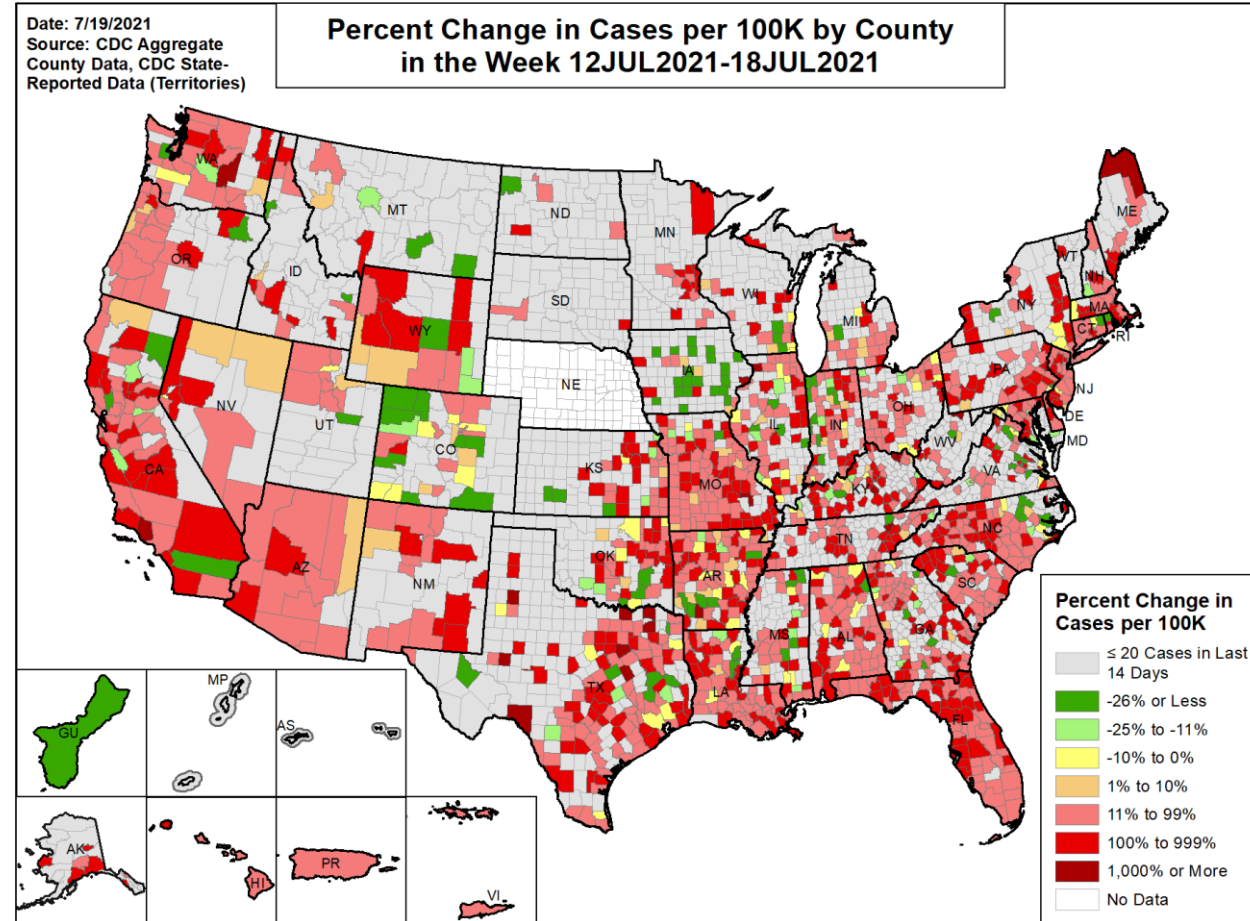 Date: 7/19/2021
Source: CDC Aggregate
County Data, CDC State-
Reported Data (Territories)
Percent Change in Cases per 100K by County
in the Week 12JUL2021-18JUL2021
WA
MT
ND
MN
ME
OR
ID
WY
SD
WI
MI
NY
VT
NH
MA
CT
RI
NE
IA
PA
NJ
NV
UT
CO
KS
MO
IL
IN
OH
WV
DE
MD
VA
KY
CA
AZ
NM
OK
AR
TN
NC
SC
TX
LA
MS
AL
GA
FL
GU
MP
AS
AK
HI
PR
VI
Percent Change in
Cases per 100K
≤ 20 Cases in Last
14 Days
-26% or Less
-25% to -11%
-10% to 0%
1% to 10%
11% to 99%
100% to 999%
1,000% or More
No Data